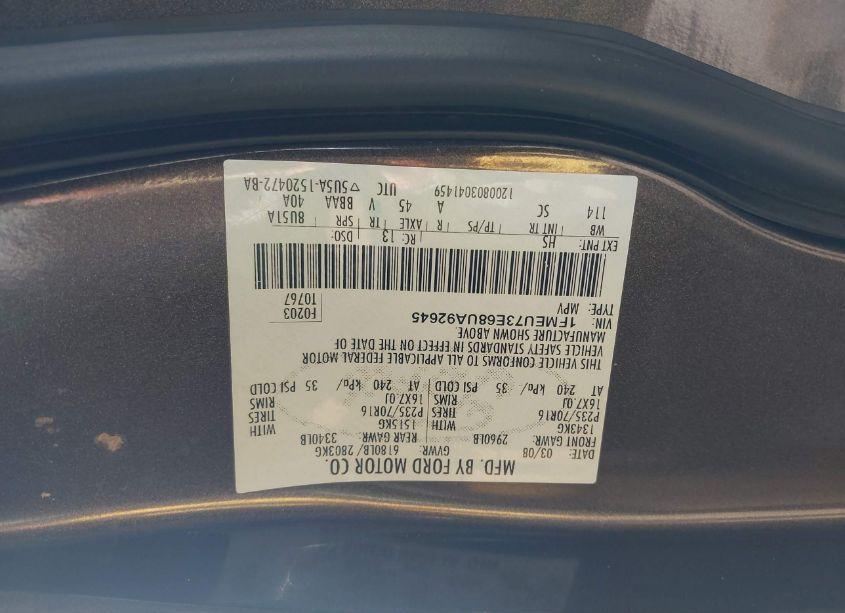 MFD. BY FORD MOTOR CO.
DATE: 03/08 GVWR: 6180LB/ 2803KG
FRONT GAWR: 2960LB REAR GAWR: 3340LB
1343KG WITH 1515KG WITH
P235/70R16 TIRES P235/70R16 TIRES
16X7.0J RIMS 16X7.0J RIMS
AT 240 kPa/ 35 PSI COLD AT 240 kPa/ 35 PSI COLD
THIS VEHICLE CONFORMS TO ALL APPLICABLE FEDERAL MOTOR
VEHICLE SAFETY STANDARDS IN EFFECT ON THE DATE OF
MANUFACTURE SHOWN ABOVE.
VIN: 1FMEU73E68UA92645 F0203
TYPE: MPV T0767
EXT PNT: HS RC: 13 DSO:
WB INT TR TP/PS R AXLE TR SPR 8U51A
114 SC A 45 V BBAA 40A
1200803041459 UTC ▽5U5A-1520472-BA